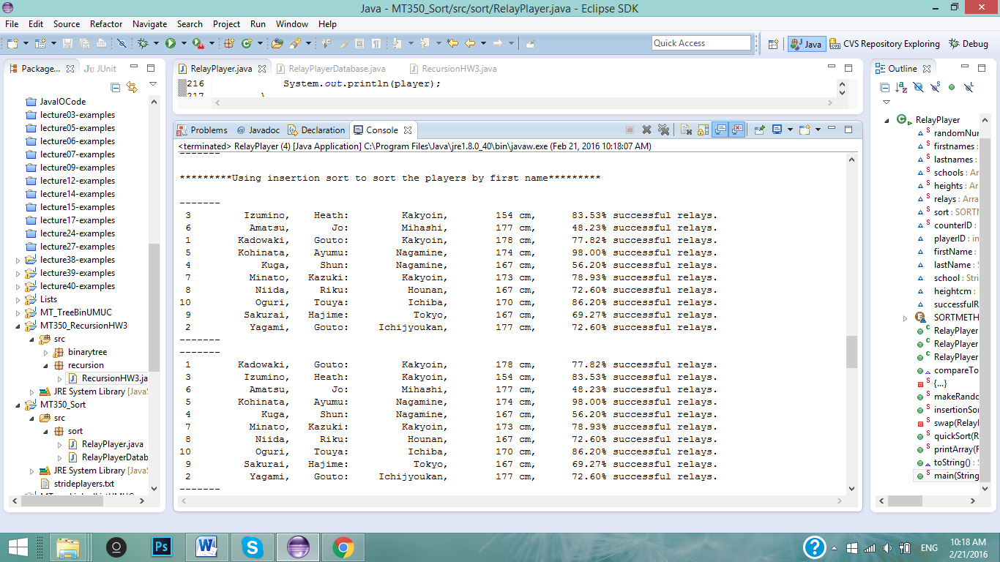 Java - MT350_Sort/src/sort/RelayPlayer.java - Eclipse SDK
File Edit Source Refactor Navigate Search Project Run Window Help
Quick Access
Java CVS Repository Exploring Debug
Package... JUnit
JavaIOCode
lecture03-examples
lecture05-examples
lecture06-examples
lecture07-examples
lecture09-examples
lecture12-examples
lecture14-examples
lecture15-examples
lecture17-examples
lecture24-examples
lecture27-examples
lecture38-examples
lecture39-examples
lecture40-examples
Lists
MT_TreeBinUMUC
MT350_RecursionHW3
src
binarytree
recursion
RecursionHW3.ja
JRE System Library [JavaS
MT350_Sort
src
sort
RelayPlayer.java
RelayPlayerDatab
JRE System Library [JavaS
strideplayers.txt
RelayPlayer.java RelayPlayerDatabase.java RecursionHW3.java
216 System.out.println(player);
217 }
Problems @ Javadoc Declaration Console
<terminated> RelayPlayer (4) [Java Application] C:\Program Files\Java\jre1.8.0_40\bin\javaw.exe (Feb 21, 2016 10:18:07 AM)
-------
*********Using insertion sort to sort the players by first name*********
-------
3 Izumino, Heath: Kakyoin, 154 cm, 83.53% successful relays.
6 Amatsu, Jo: Mihashi, 177 cm, 48.23% successful relays.
1 Kadowaki, Gouto: Kakyoin, 178 cm, 77.82% successful relays.
5 Kohinata, Ayumu: Nagamine, 174 cm, 98.00% successful relays.
4 Kuga, Shun: Nagamine, 167 cm, 56.20% successful relays.
7 Minato, Kazuki: Kakyoin, 173 cm, 78.93% successful relays.
8 Niida, Riku: Hounan, 167 cm, 72.60% successful relays.
10 Oguri, Touya: Ichiba, 170 cm, 86.20% successful relays.
9 Sakurai, Hajime: Tokyo, 167 cm, 69.27% successful relays.
2 Yagami, Gouto: Ichijyoukan, 177 cm, 72.60% successful relays.
-------
-------
1 Kadowaki, Gouto: Kakyoin, 178 cm, 77.82% successful relays.
3 Izumino, Heath: Kakyoin, 154 cm, 83.53% successful relays.
6 Amatsu, Jo: Mihashi, 177 cm, 48.23% successful relays.
5 Kohinata, Ayumu: Nagamine, 174 cm, 98.00% successful relays.
4 Kuga, Shun: Nagamine, 167 cm, 56.20% successful relays.
7 Minato, Kazuki: Kakyoin, 173 cm, 78.93% successful relays.
8 Niida, Riku: Hounan, 167 cm, 72.60% successful relays.
10 Oguri, Touya: Ichiba, 170 cm, 86.20% successful relays.
9 Sakurai, Hajime: Tokyo, 167 cm, 69.27% successful relays.
2 Yagami, Gouto: Ichijyoukan, 177 cm, 72.60% successful relays.
-------
Outline
RelayPlayer
randomNur
firstnames
lastnames :
schools : Ar
heights : Ar
relays : Arra
sort : SORTM
counterID :
playerID : in
firstName :
lastName : S
school : Stri
heightcm :
successfulR
SORTMETH
RelayPlayer
RelayPlayer
RelayPlayer
compareTo
{...}
makeRando
insertionSor
swap(RelayI
quickSort(R
printArray(F
toString() : S
main(String
ENG
10:18 AM
2/21/2016